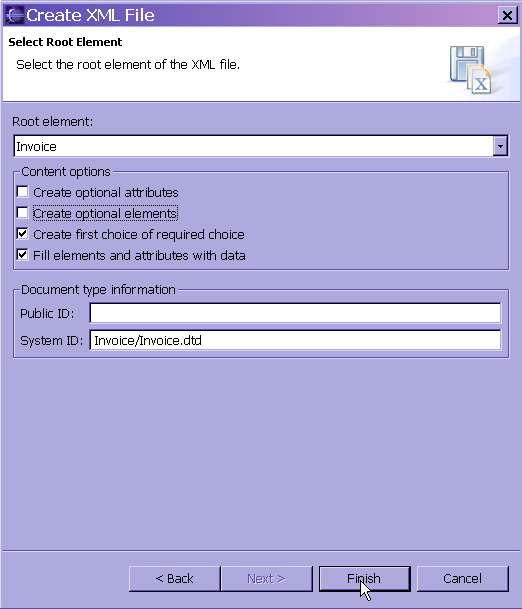 Create XML File
Select Root Element
Select the root element of the XML file.
X
Root element:
Invoice
Content options
Create optional attributes
Create optional elements
Create first choice of required choice
Fill elements and attributes with data
Document type information
Public ID:
System ID: Invoice/Invoice.dtd
< Back Next > Finish Cancel